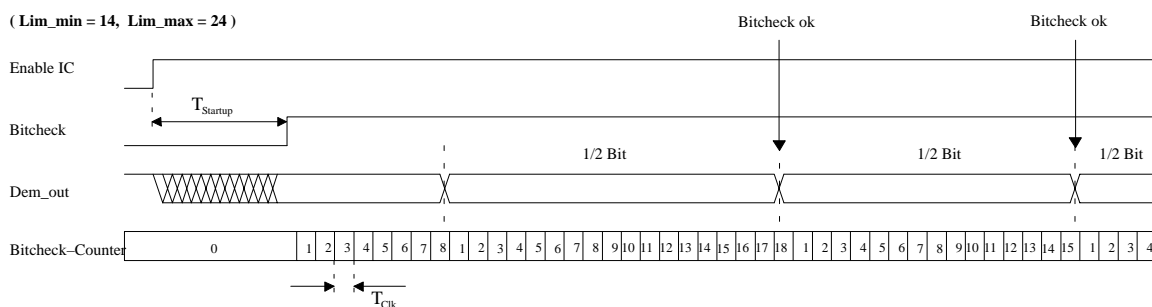 ( Lim_min = 14, Lim_max = 24 )
Bitcheck ok
Bitcheck ok
Enable IC
T Startup
Bitcheck
1/2 Bit
1/2 Bit
1/2 Bit
Dem_out
Bitcheck–Counter 0 1 2 3 4 5 6 7 8 1 2 3 4 5 6 7 8 9 10 11 12 13 14 15 16 17 18 1 2 3 4 5 6 7 8 9 10 11 12 13 14 15 1 2 3 4
T Clk